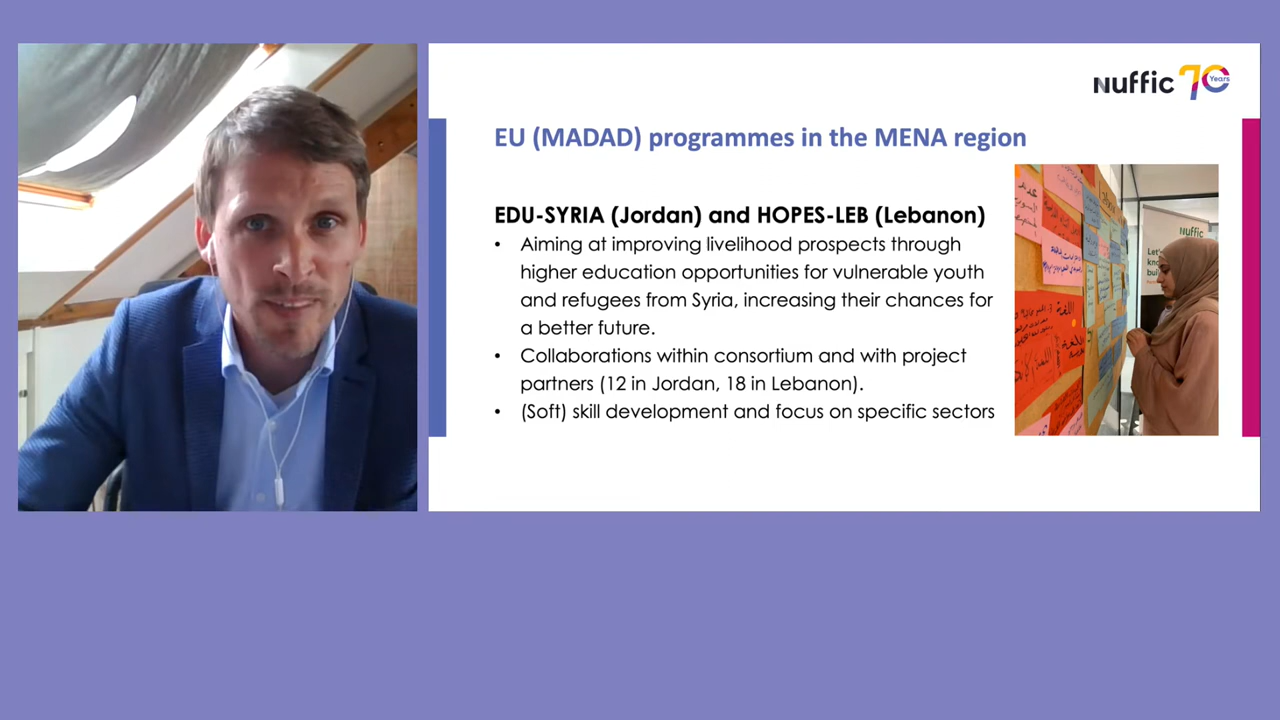 Nuffic 70 Years
EU (MADAD) programmes in the MENA region
EDU-SYRIA (Jordan) and HOPES-LEB (Lebanon)
• Aiming at improving livelihood prospects through
higher education opportunities for vulnerable youth
and refugees from Syria, increasing their chances for
a better future.
• Collaborations within consortium and with project
partners (12 in Jordan, 18 in Lebanon).
• (Soft) skill development and focus on specific sectors
Nuffic
Let's
اللغة